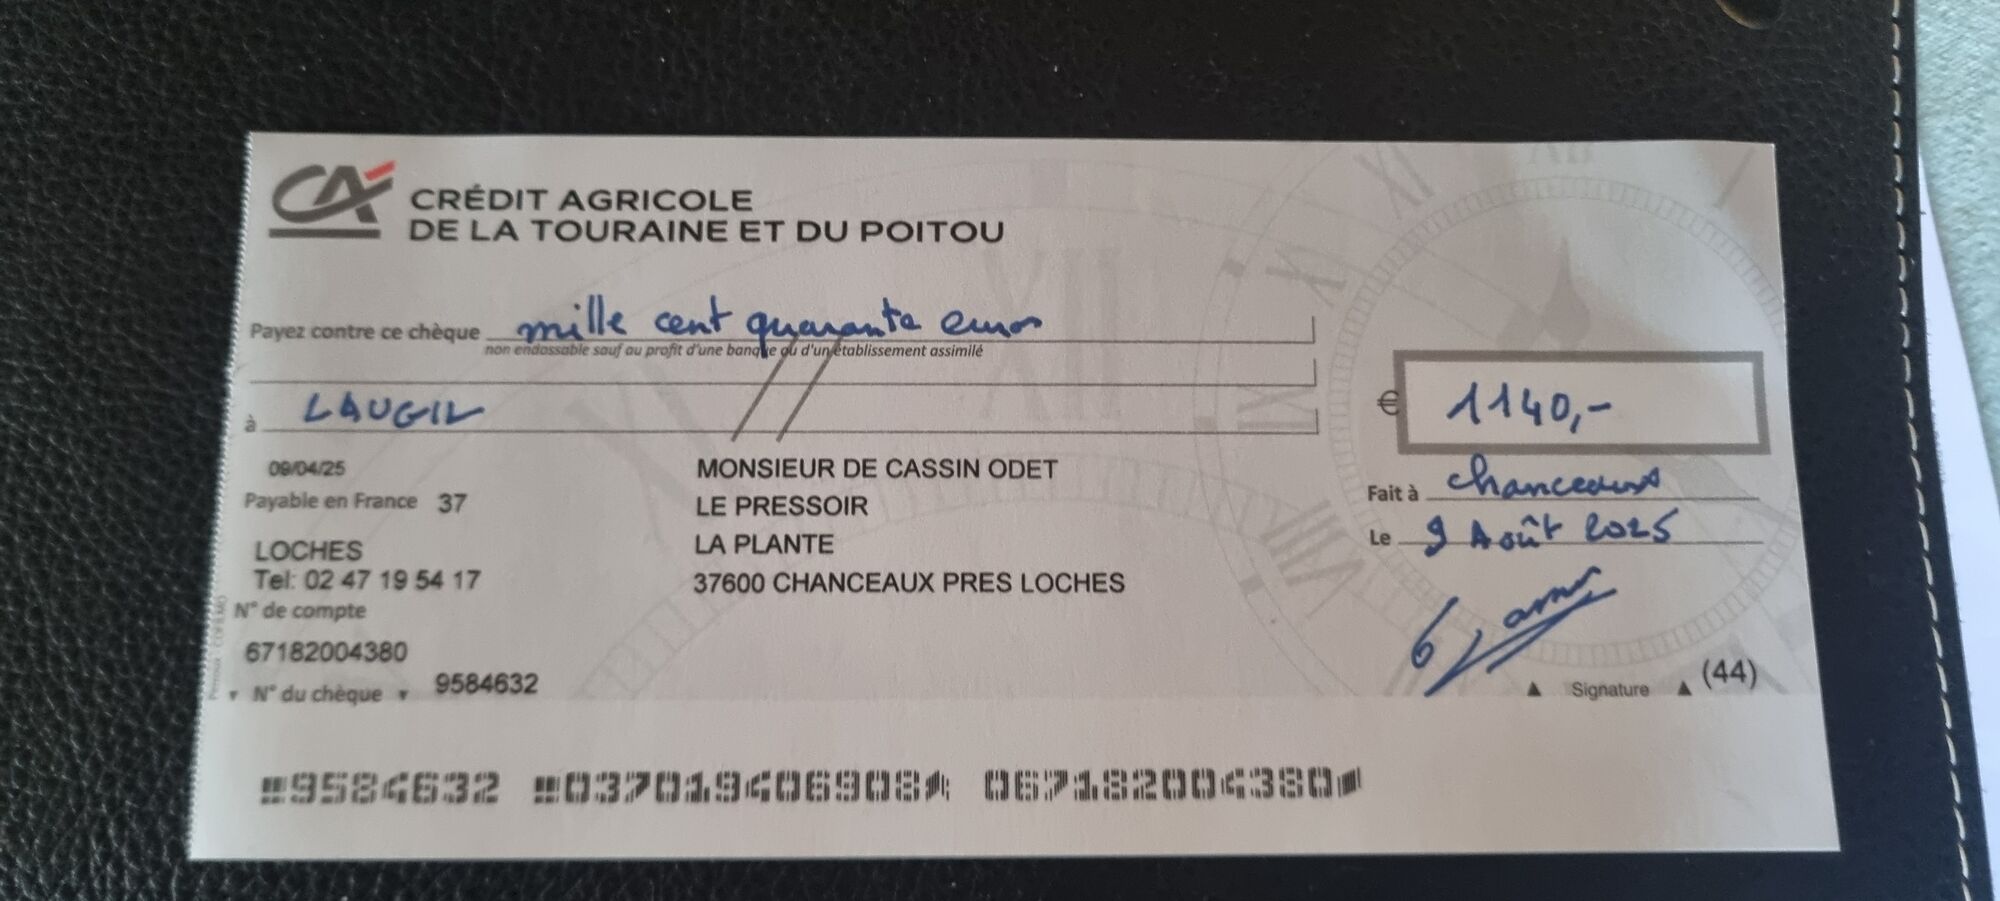 CA CRÉDIT AGRICOLE
DE LA TOURAINE ET DU POITOU
Payez contre ce chèque mille cent quarante euros
non endossable sauf au profit d'une banque ou d'un établissement assimilé
à LAUGIL
€ 1140,-
09/04/25
Payable en France 37
LOCHES
Tel: 02 47 19 54 17
N° de compte
67182004380
N° du chèque 9584632
MONSIEUR DE CASSIN ODET
LE PRESSOIR
LA PLANTE
37600 CHANCEAUX PRES LOCHES
Fait à Chanceaux
Le 9 Août 2025
Signature (44)
9584632 037019406908 067182004380